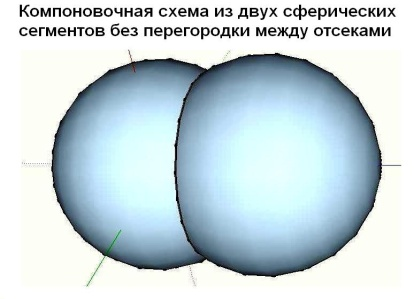 Компоновочная схема из двух сферических
сегментов без перегородки между отсеками